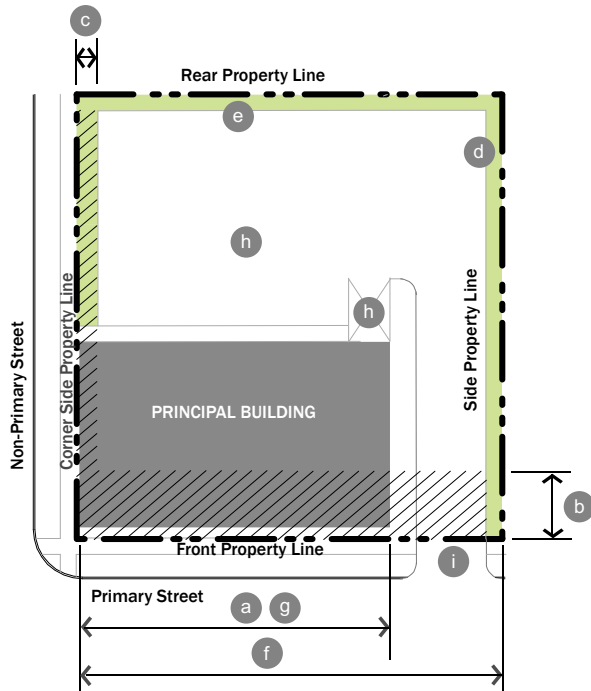 c
Rear Property Line
e
d
h
h
Non-Primary Street
Corner Side Property Line
Side Property Line
PRINCIPAL BUILDING
b
Front Property Line
i
Primary Street
a g
f